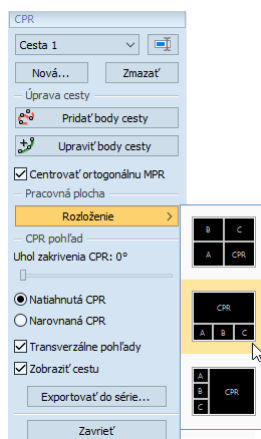 CPR
Cesta 1
Nová...
Zmazať
Úprava cesty
Pridať body cesty
Upraviť body cesty
Centrovať ortogonálnu MPR
Pracovná plocha
Rozloženie
CPR pohľad
Uhol zakrivenia CPR: 0°
Natiahnutá CPR
Narovnaná CPR
Transverzálne pohľady
Zobraziť cestu
Exportovať do série...
Zavrieť
B C
A CPR
CPR
A B C
A
B CPR
C